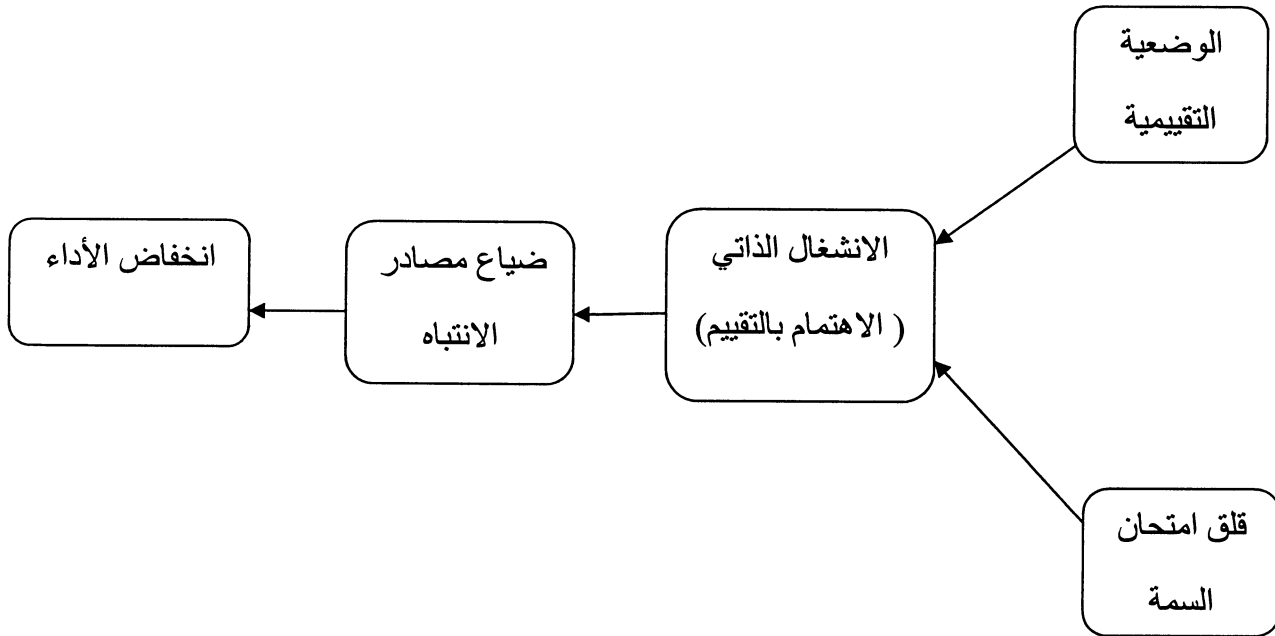 الوضعية
التقييمية
الانشغال الذاتي
( الاهتمام بالتقييم)
ضياع مصادر
الانتباه
انخفاض الأداء
قلق امتحان
السمة